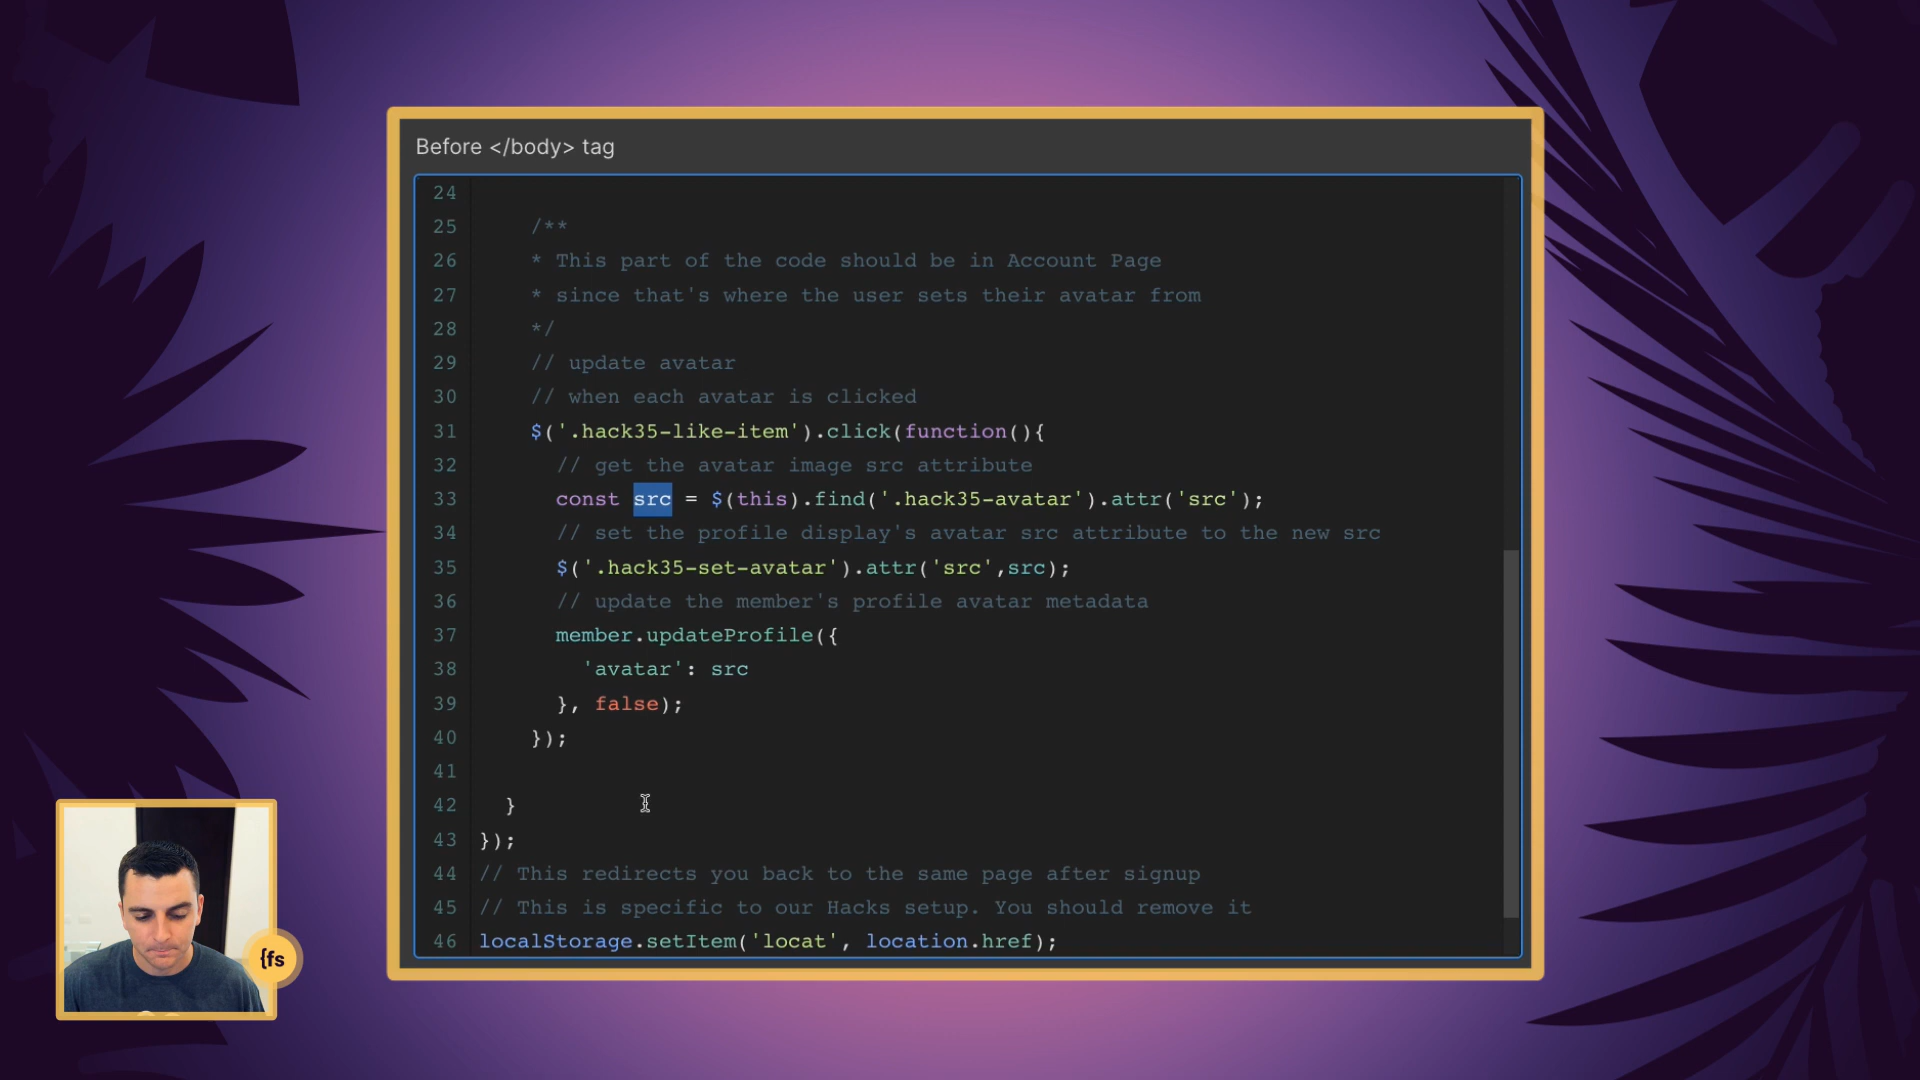 Before </body> tag
24
25 /**
26 * This part of the code should be in Account Page
27 * since that's where the user sets their avatar from
28 */
29 // update avatar
30 // when each avatar is clicked
31 $('.hack35-like-item').click(function(){
32 // get the avatar image src attribute
33 const src = $(this).find('.hack35-avatar').attr('src');
34 // set the profile display's avatar src attribute to the new src
35 $('.hack35-set-avatar').attr('src',src);
36 // update the member's profile avatar metadata
37 member.updateProfile({
38 'avatar': src
39 }, false);
40 });
41
42 }
43 });
44 // This redirects you back to the same page after signup
45 // This is specific to our Hacks setup. You should remove it
46 localStorage.setItem('locat', location.href);
{fs